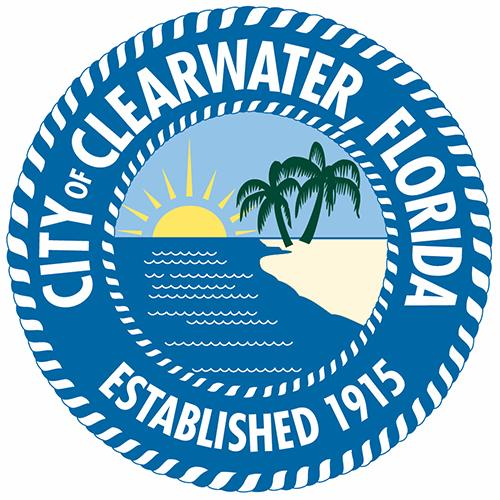 CITY OF CLEARWATER, FLORIDA
ESTABLISHED 1915